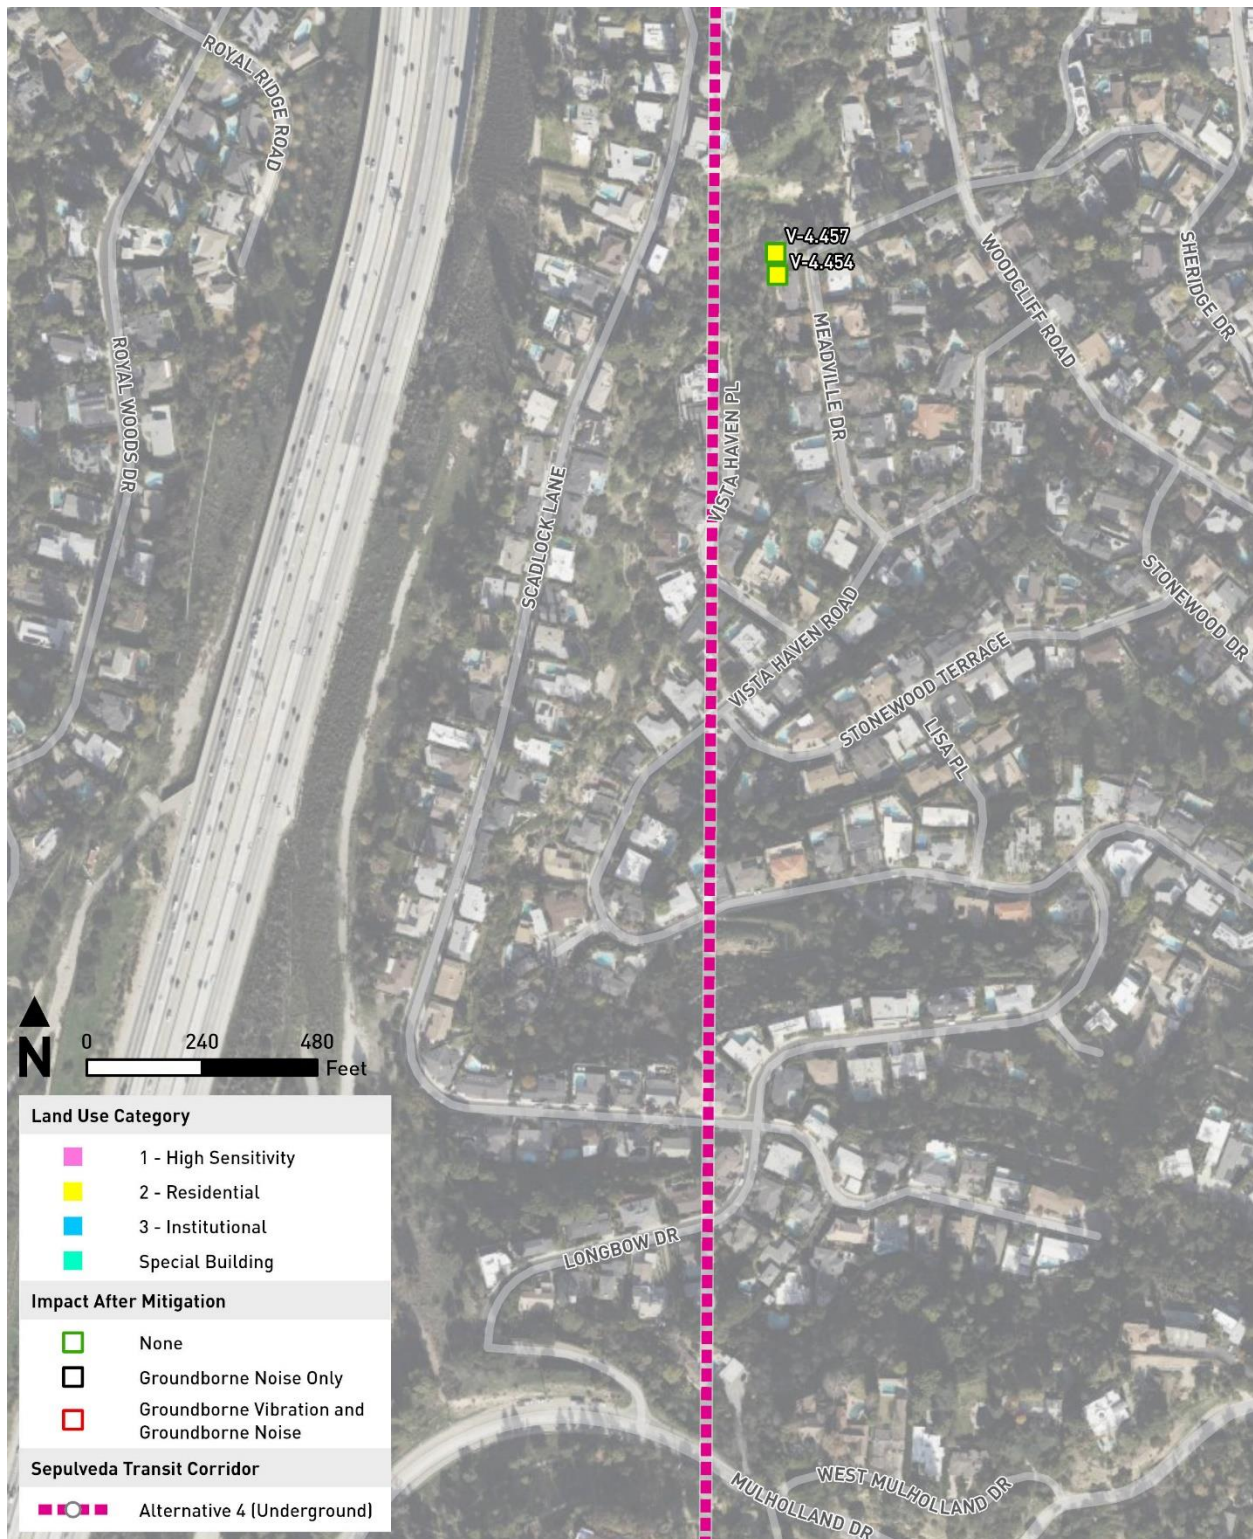 ROYAL RIDGE ROAD
V-4.457
V-4.454
WOODCLIFF ROAD
SHERIDGE DR
MEADVILLE DR
ROYAL WOODS DR
VISTA HAVEN PL
SCADLOCK LANE
STONEWOOD DR
VISTA HAVEN ROAD
STONEWOOD TERRACE
LISA PL
N
0 240 480
Feet
LONGBOW DR
MULHOLLAND DR
WEST MULHOLLAND DR
Land Use Category
1 - High Sensitivity
2 - Residential
3 - Institutional
Special Building
Impact After Mitigation
None
Groundborne Noise Only
Groundborne Vibration and
Groundborne Noise
Sepulveda Transit Corridor
Alternative 4 (Underground)